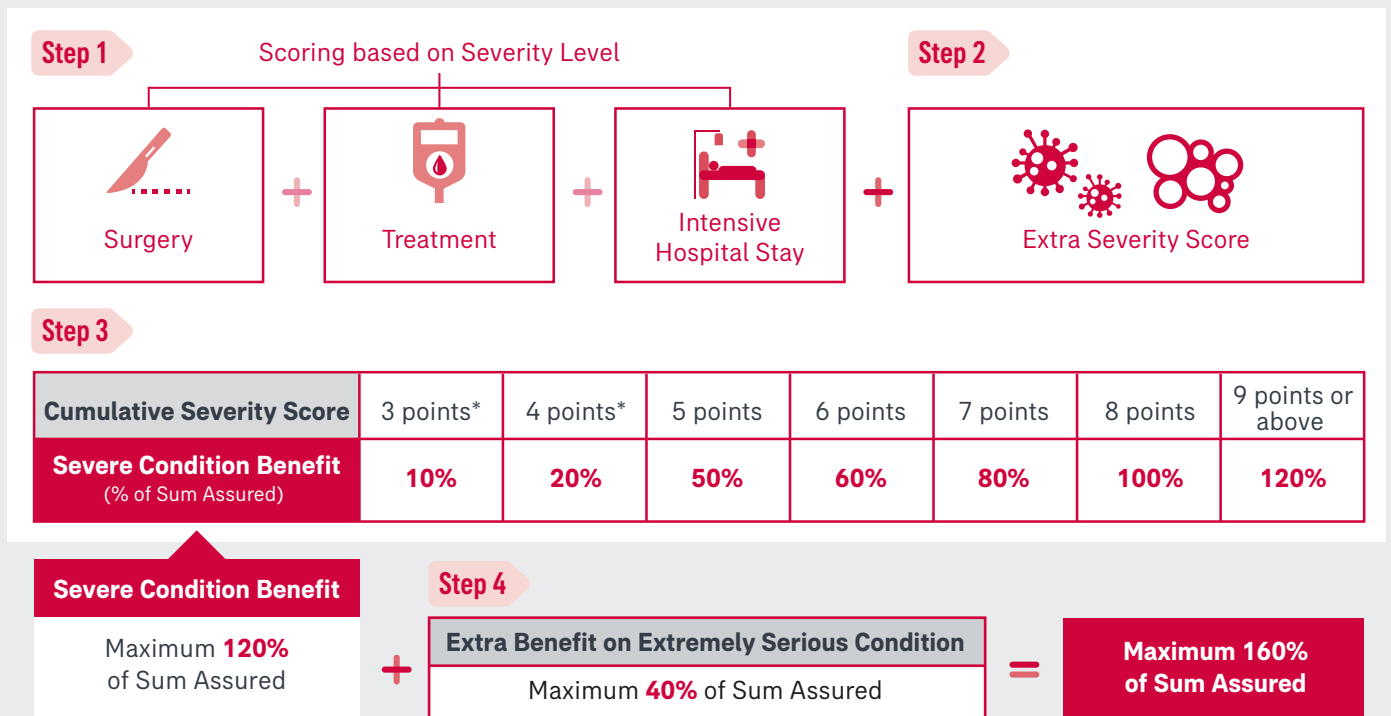 Step 1
Scoring based on Severity Level
Step 2
Surgery
Treatment
Intensive
Hospital Stay
Extra Severity Score
Step 3
Cumulative Severity Score 3 points* 4 points* 5 points 6 points 7 points 8 points 9 points or
above
Severe Condition Benefit
(% of Sum Assured) 10% 20% 50% 60% 80% 100% 120%
Severe Condition Benefit
Maximum 120%
of Sum Assured
+
Step 4
Extra Benefit on Extremely Serious Condition
Maximum 40% of Sum Assured
=
Maximum 160%
of Sum Assured